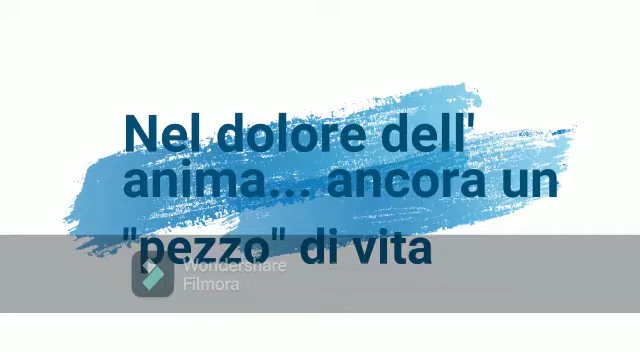 Nel dolore dell'
anima... ancora un
"pezzo" di vita
Wondershare
Filmora